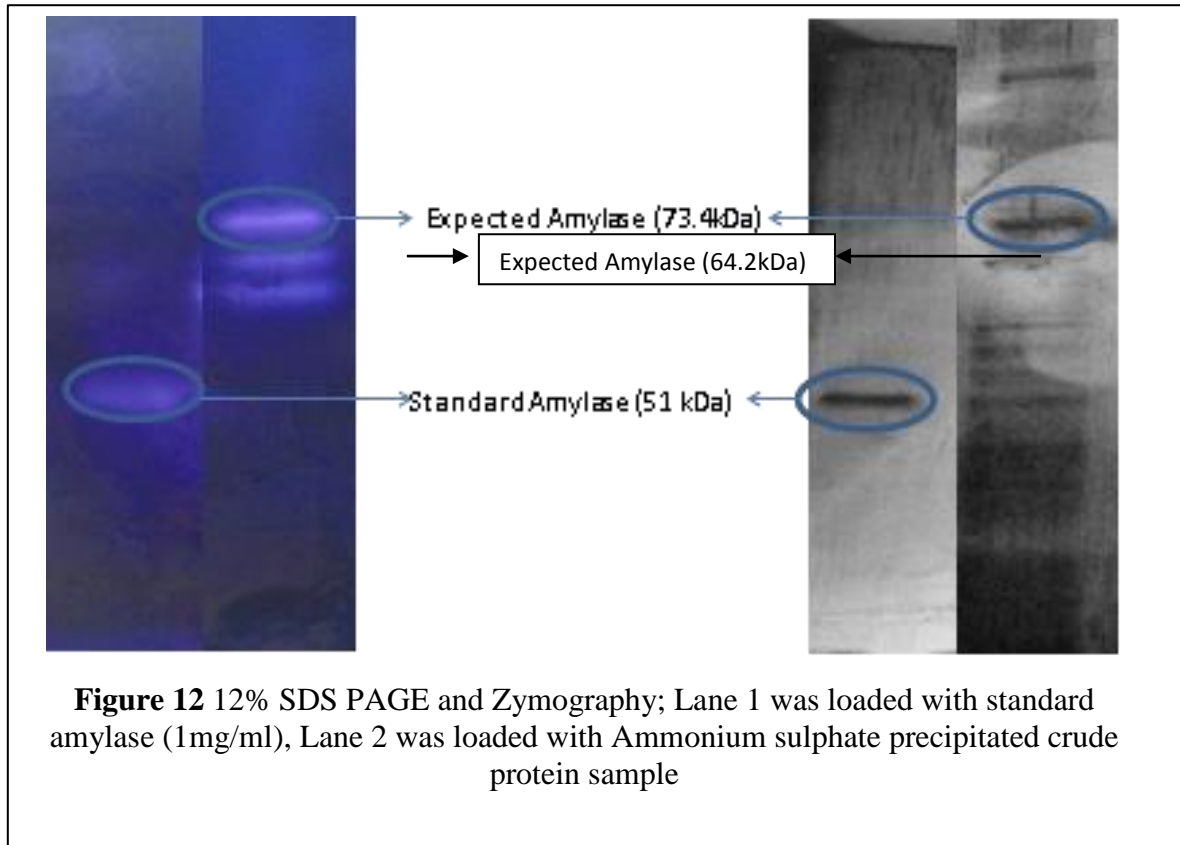 Expected Amylase (73.4kDa)
Expected Amylase (64.2kDa)
Standard Amylase (51 kDa)
Figure 12 12% SDS PAGE and Zymography; Lane 1 was loaded with standard
amylase (1mg/ml), Lane 2 was loaded with Ammonium sulphate precipitated crude
protein sample